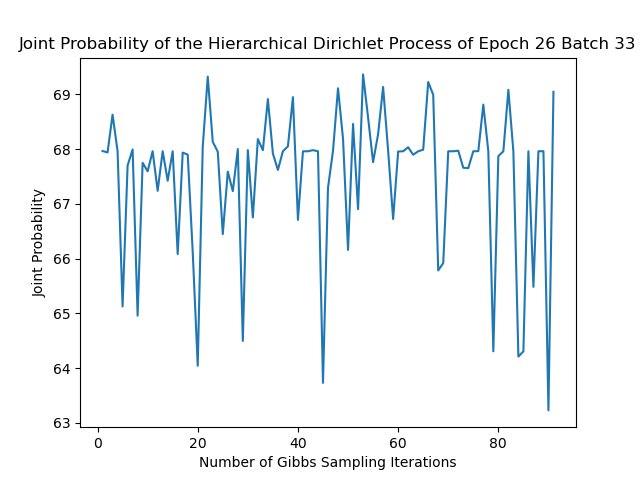 Joint Probability of the Hierarchical Dirichlet Process of Epoch 26 Batch 33
69
68
67
66
65
64
63
Joint Probability
0 20 40 60 80
Number of Gibbs Sampling Iterations